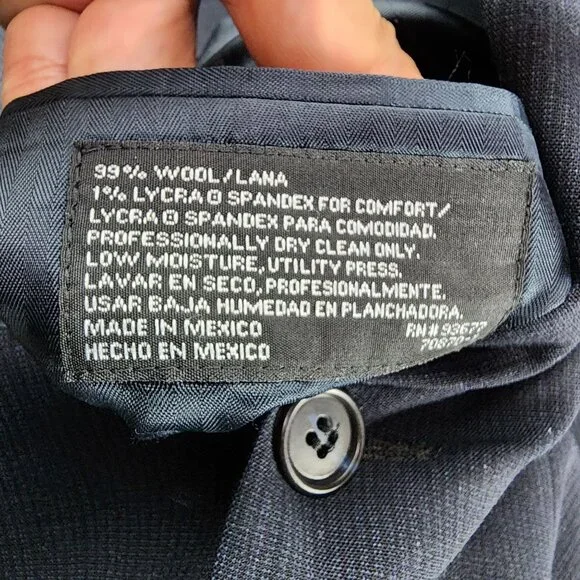 99% WOOL/LANA
1% LYCRA® SPANDEX FOR COMFORT/
LYCRA® SPANDEX PARA COMODIDAD.
PROFESSIONALLY DRY CLEAN ONLY.
LOW MOISTURE, UTILITY PRESS.
LAVAR EN SECO, PROFESIONALMENTE.
USAR BAJA HUMEDAD EN PLANCHADORA.
MADE IN MEXICO
RN# 93677
HECHO EN MEXICO